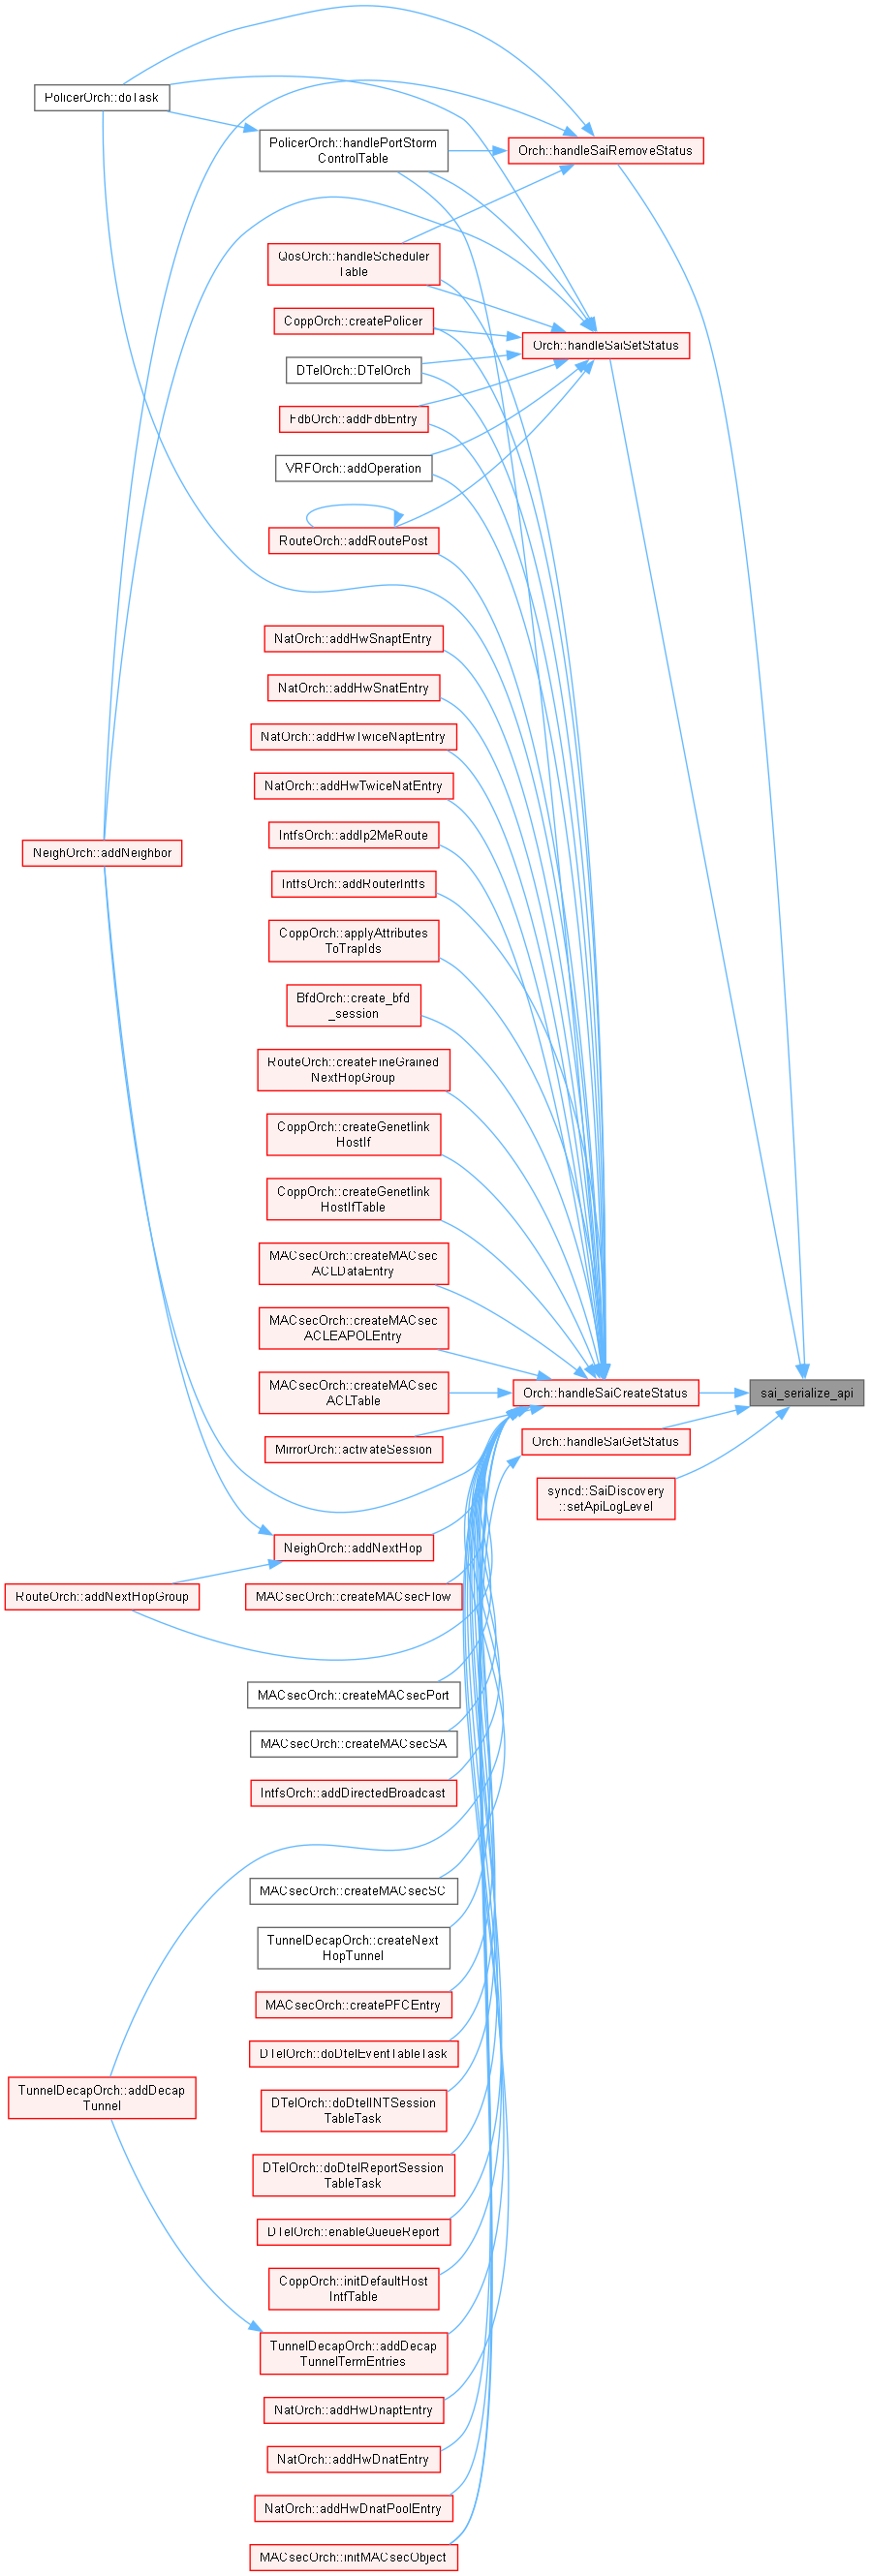 PolicerOrch::doTask
PolicerOrch::handlePortStorm
ControlTable
Orch::handleSaiRemoveStatus
QosOrch::handleScheduler
Table
CoppOrch::createPolicer
Orch::handleSaiSetStatus
DTelOrch::DTelOrch
FdbOrch::addFdbEntry
VRFOrch::addOperation
RouteOrch::addRoutePost
NatOrch::addHwSnaptEntry
NatOrch::addHwSnatEntry
NatOrch::addHwTwiceNaptEntry
NatOrch::addHwTwiceNatEntry
IntfsOrch::addIp2MeRoute
NeighOrch::addNeighbor
IntfsOrch::addRouterIntfs
CoppOrch::applyAttributes
ToTrapIds
BfdOrch::create_bfd
_session
RouteOrch::createFineGrained
NextHopGroup
CoppOrch::createGenetlink
HostIf
CoppOrch::createGenetlink
HostIfTable
MACsecOrch::createMACsec
ACLDataEntry
MACsecOrch::createMACsec
ACLEAPOLEntry
MACsecOrch::createMACsec
ACLTable
Orch::handleSaiCreateStatus
sai_serialize_api
MirrorOrch::activateSession
Orch::handleSaiGetStatus
syncd::SaiDiscovery
::setApiLogLevel
NeighOrch::addNextHop
RouteOrch::addNextHopGroup
MACsecOrch::createMACsecFlow
MACsecOrch::createMACsecPort
MACsecOrch::createMACsecSA
IntfsOrch::addDirectedBroadcast
MACsecOrch::createMACsecSC
TunnelDecapOrch::createNext
HopTunnel
MACsecOrch::createPFCEntry
DTelOrch::doDtelEventTableTask
TunnelDecapOrch::addDecap
Tunnel
DTelOrch::doDtelINTSession
TableTask
DTelOrch::doDtelReportSession
TableTask
DTelOrch::enableQueueReport
CoppOrch::initDefaultHost
IntfTable
TunnelDecapOrch::addDecap
TunnelTermEntries
NatOrch::addHwDnaptEntry
NatOrch::addHwDnatEntry
NatOrch::addHwDnatPoolEntry
MACsecOrch::initMACsecObject